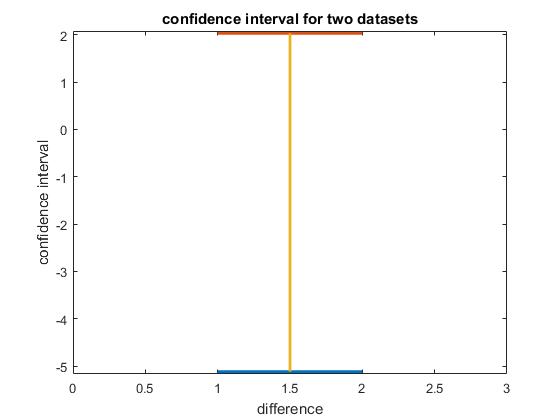 confidence interval for two datasets
2
1
0
-1
-2
-3
-4
-5
confidence interval
0 0.5 1 1.5 2 2.5 3
difference